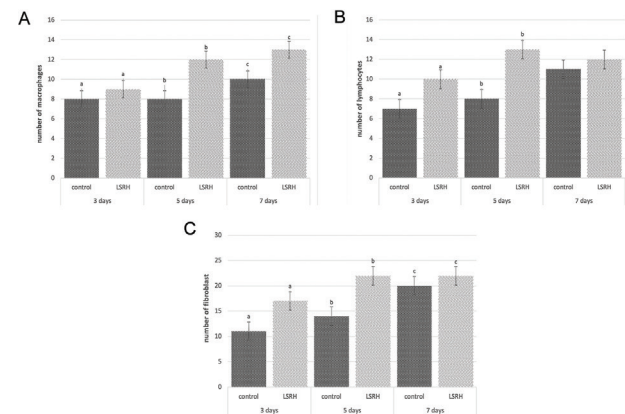 A
16
14
12
10
8
6
4
2
0
number of macrophages
a
a
b
b
c
c
control
LSRH
control
LSRH
control
LSRH
3 days
5 days
7 days
B
16
14
12
10
8
6
4
2
0
number of lymphocytes
a
a
b
b
control
LSRH
control
LSRH
control
LSRH
3 days
5 days
7 days
C
30
25
20
15
10
5
0
number of fibroblast
a
a
b
b
c
c
control
LSRH
control
LSRH
control
LSRH
3 days
5 days
7 days